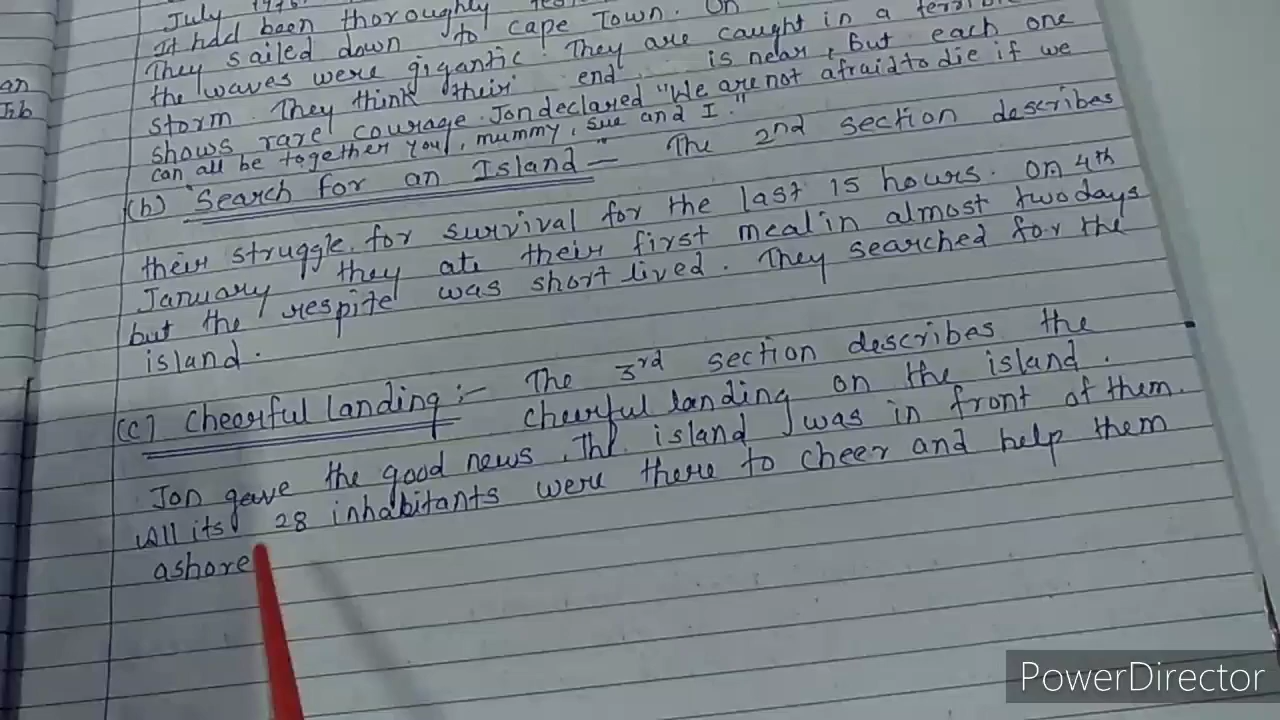 July 1976.
It had been thoroughly
They sailed down to Cape Town. On
the waves were gigantic. They are caught in a terrible
storm. They think their end is near, but each one
shows rare courage. Jon declared "We are not afraid to die if we
can all be together you, mummy, sue and I."
(b) "Search for an Island" - The 2nd section describes
their struggle for survival for the last 15 hours. On 4th
January they ate their first meal in almost two days
but the respite was short lived. They searched for the
island.
(c) Cheerful landing :- The 3rd section describes the
cheerful landing on the island.
Jon gave the good news. The island was in front of them.
All its 28 inhabitants were there to cheer and help them
ashore
an
PowerDirector